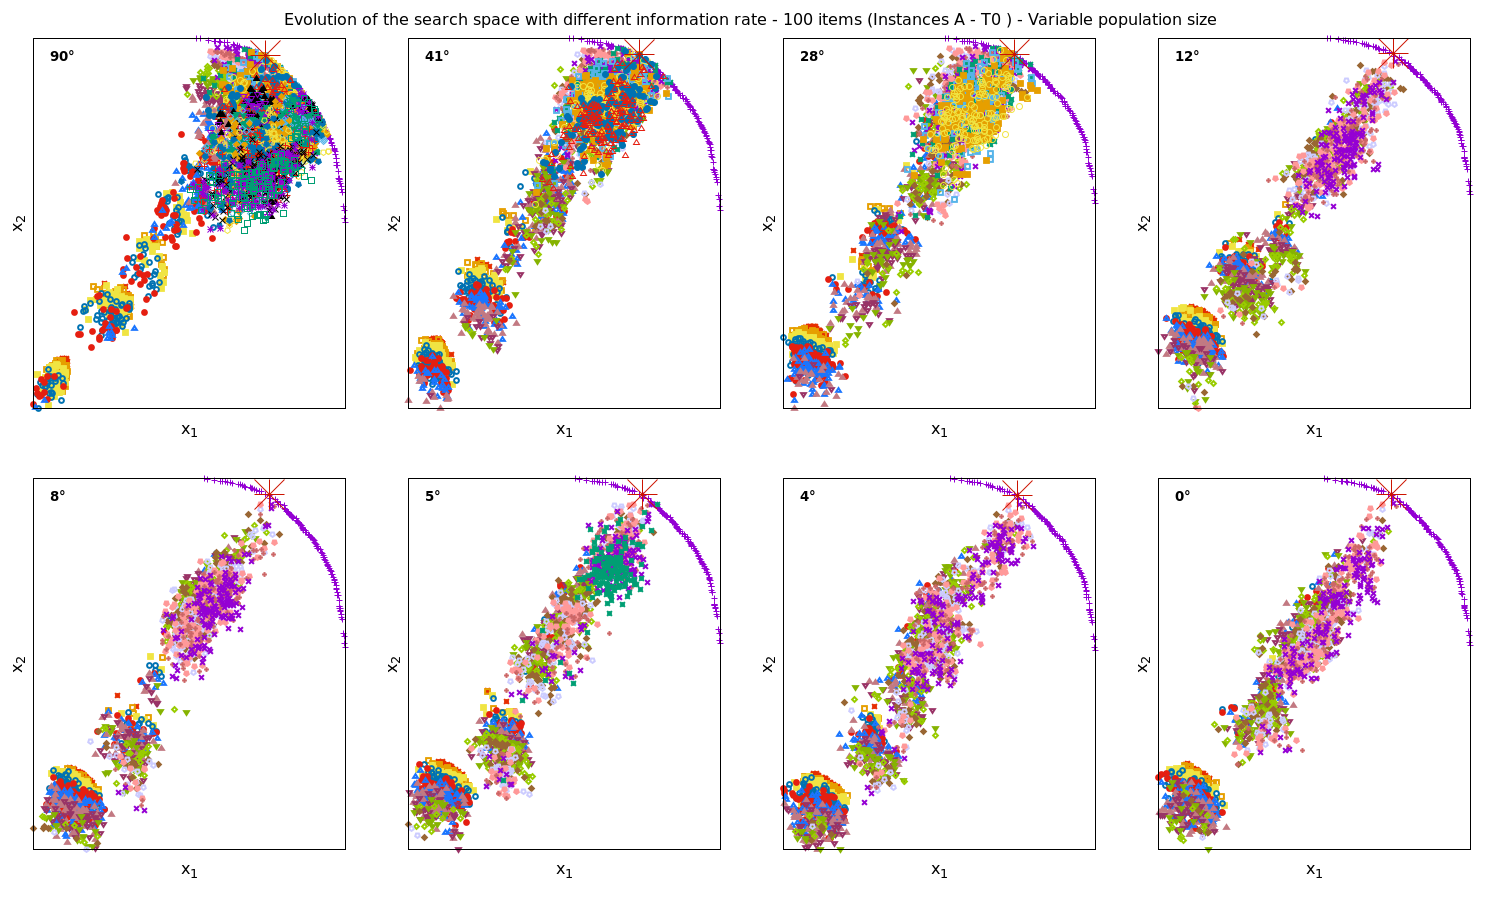 Evolution of the search space with different information rate - 100 items (Instances A - T0 ) - Variable population size
90°
41°
28°
12°
x2
x2
x2
x2
x1
x1
x1
x1
8°
5°
4°
0°
x2
x2
x2
x2
x1
x1
x1
x1